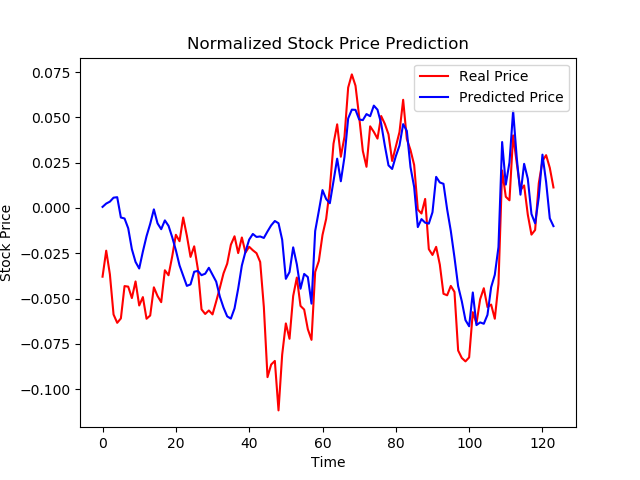 Normalized Stock Price Prediction
Real Price
Predicted Price
0.075
0.050
0.025
0.000
−0.025
−0.050
−0.075
−0.100
Stock Price
0 20 40 60 80 100 120
Time